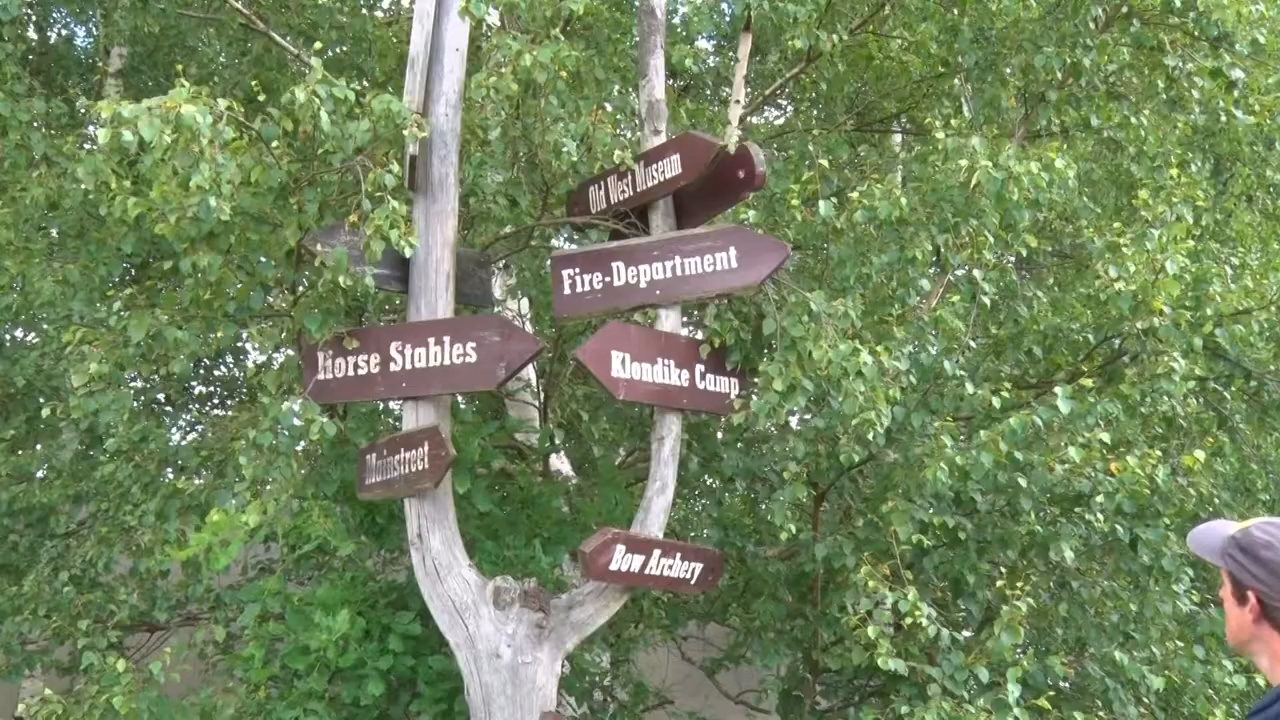 Old West Museum
Fire-Department
Horse Stables
Klondike Camp
Mainstreet
Bow Archery